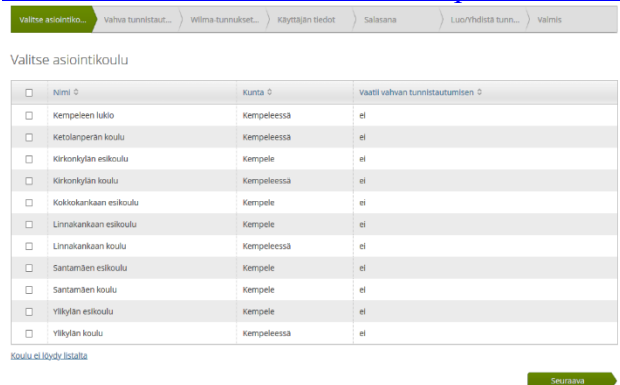 Valitse asiointiko... Vahva tunnistaut... Wilma-tunnukset... Käyttäjän tiedot Salasana Luo/Yhdistä tunn... Valmis
Valitse asiointikoulu
Nimi Kunta Vaatii vahvan tunnistautumisen
Kempeleen lukio Kempeleessä ei
Ketolanperän koulu Kempeleessä ei
Kirkonkylän esikoulu Kempele ei
Kirkonkylän koulu Kempeleessä ei
Kokkokankaan esikoulu Kempele ei
Linnakankaan esikoulu Kempele ei
Linnakankaan koulu Kempeleessä ei
Santamäen esikoulu Kempele ei
Santamäen koulu Kempele ei
Ylikylän esikoulu Kempele ei
Ylikylän koulu Kempeleessä ei
Koulu ei löydy listalta
Seuraava